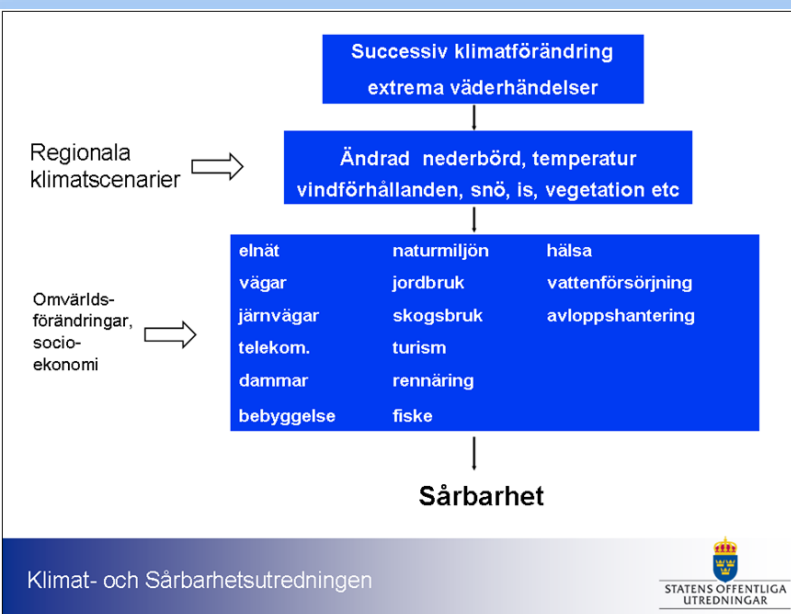 Successiv klimatförändring
extrema väderhändelser
Regionala
klimatscenarier
Ändrad nederbörd, temperatur
vindförhållanden, snö, is, vegetation etc
Omvärlds-
förändringar,
socio-
ekonomi
elnät naturmiljön hälsa
vägar jordbruk vattenförsörjning
järnvägar skogsbruk avloppshantering
telekom. turism
dammar rennäring
bebyggelse fiske
Sårbarhet
Klimat- och Sårbarhetsutredningen
STATENS OFFENTLIGA
UTREDNINGAR